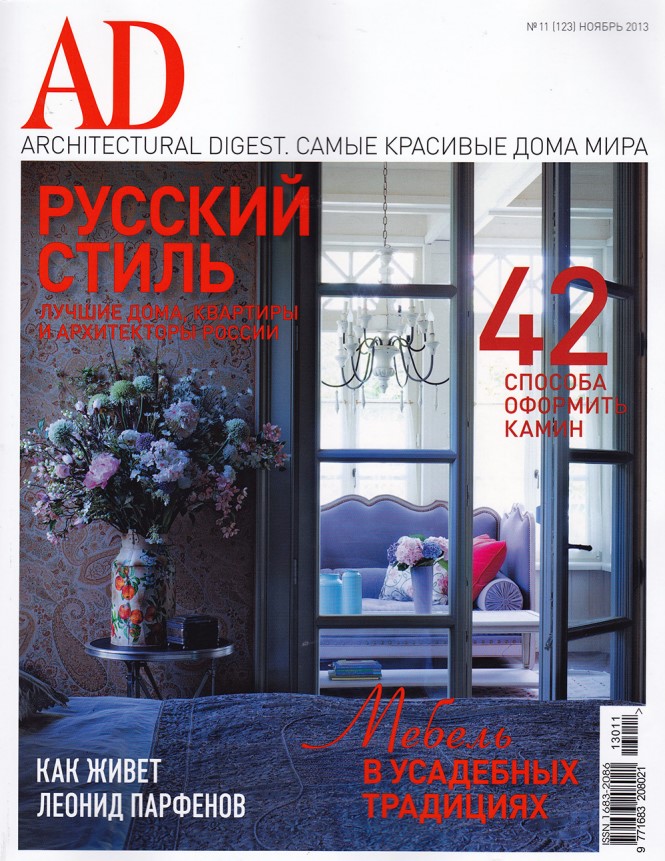 № 11 (123) НОЯБРЬ 2013
AD
ARCHITECTURAL DIGEST. САМЫЕ КРАСИВЫЕ ДОМА МИРА
РУССКИЙ
СТИЛЬ
ЛУЧШИЕ ДОМА, КВАРТИРЫ
И АРХИТЕКТОРЫ РОССИИ
42
СПОСОБА
ОФОРМИТЬ
КАМИН
Мебель
В УСАДЕБНЫХ
ТРАДИЦИЯХ
КАК ЖИВЕТ
ЛЕОНИД ПАРФЕНОВ
13011
ISSN 1683-2086
9 771683 208021 >